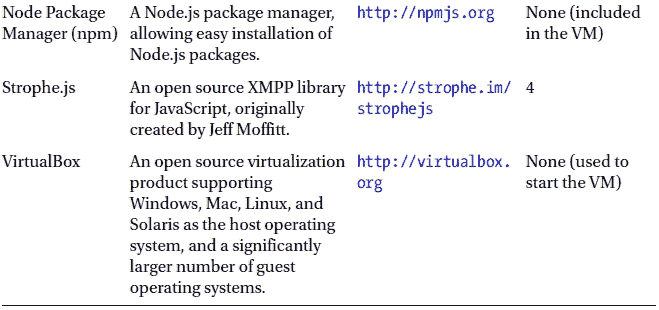 Node Package A Node.js package manager, http://npmjs.org None (included
Manager (npm) allowing easy installation of in the VM)
Node.js packages.
Strophe.js An open source XMPP library http://strophe.im/ 4
for JavaScript, originally strophejs
created by Jeff Moffitt.
VirtualBox An open source virtualization http://virtualbox. None (used to
product supporting org start the VM)
Windows, Mac, Linux, and
Solaris as the host operating
system, and a significantly
larger number of guest
operating systems.